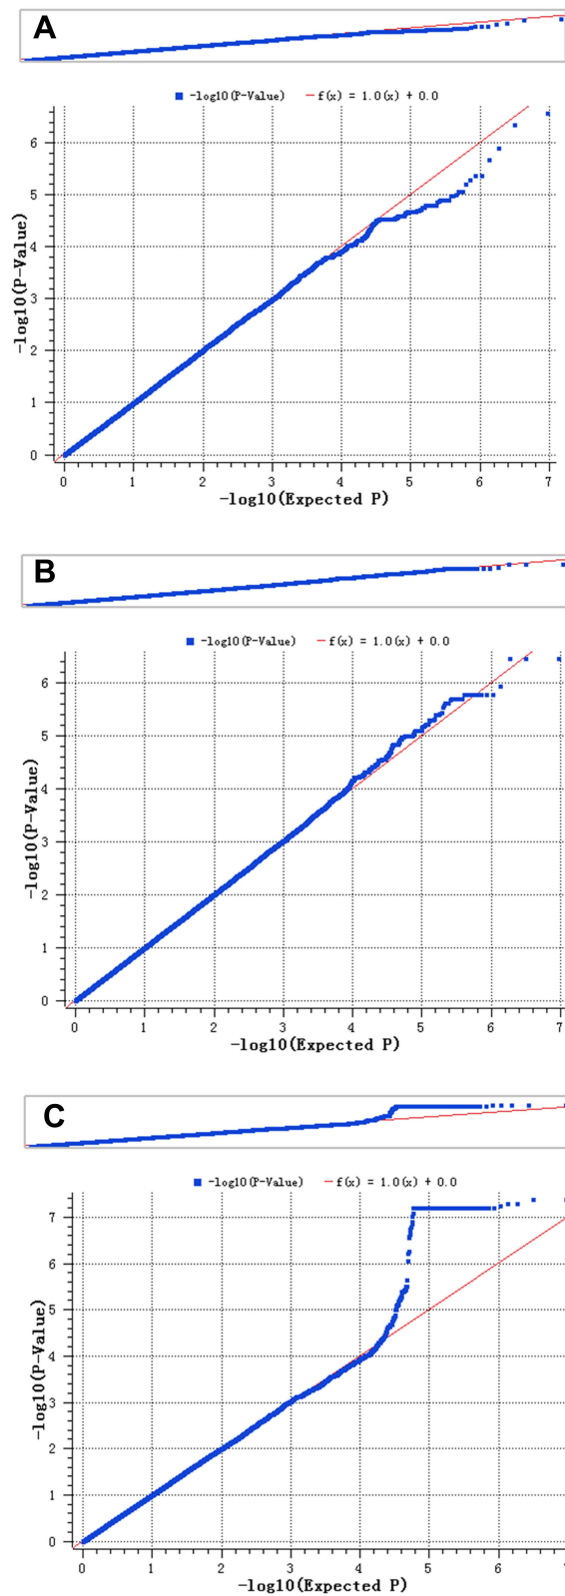 A
-log10(P-Value) f(x) = 1.0(x) + 0.0
6
5
4
3
2
1
0
-log10(P-Value)
0 1 2 3 4 5 6 7
-log10(Expected P)
B
-log10(P-Value) f(x) = 1.0(x) + 0.0
6
5
4
3
2
1
0
-log10(P-Value)
0 1 2 3 4 5 6 7
-log10(Expected P)
C
-log10(P-Value) f(x) = 1.0(x) + 0.0
7
6
5
4
3
2
1
0
-log10(P-Value)
0 1 2 3 4 5 6 7
-log10(Expected P)